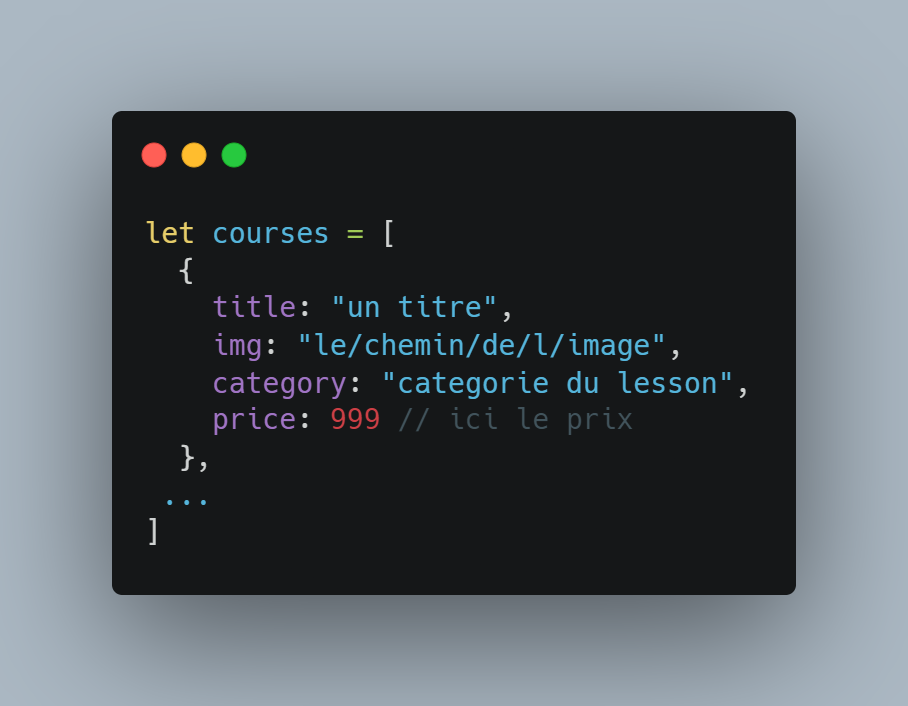 let courses = [
  {
    title: "un titre",
    img: "le/chemin/de/l/image",
    category: "categorie du lesson",
    price: 999 // ici le prix
  },
 ...
]